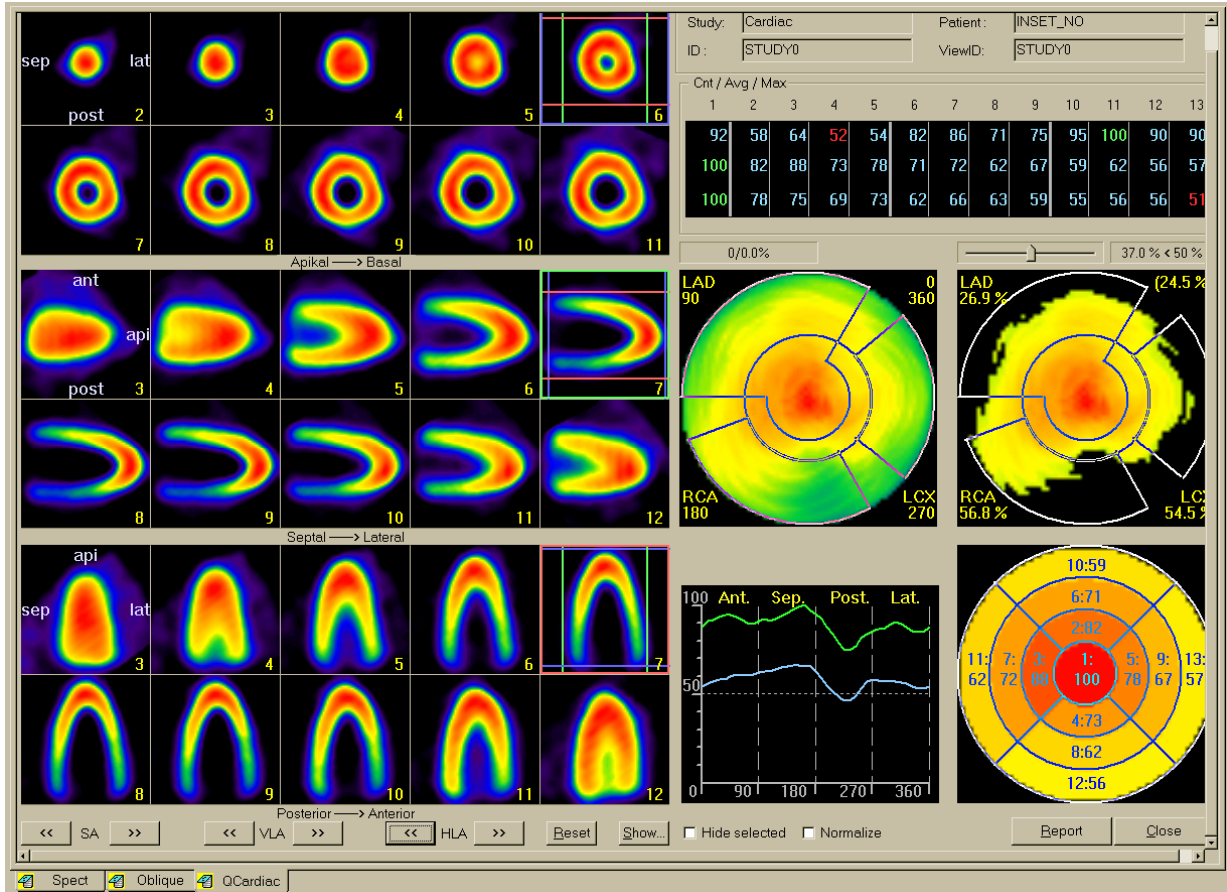 Study: Cardiac Patient: INSET_NO
ID: STUDY0 ViewID: STUDY0
Cnt / Avg / Max
1 2 3 4 5 6 7 8 9 10 11 12 13
92 58 64 52 54 82 86 71 75 95 100 90 90
100 82 88 73 78 71 72 62 67 59 62 56 57
100 78 75 69 73 62 66 63 59 55 56 56 51
sep lat
post 2 3 4 5 6
7 8 9 10 11
Apikal —> Basal
0/0.0% 37.0 % < 50 %
ant
api
post 3 4 5 6 7
8 9 10 11 12
Septal —> Lateral
LAD 0
90 360
RCA LCX
180 270
LAD (24.5 %
26.9 %
RCA LC
56.8 % 54.5
api
sep lat
3 4 5 6 7
8 9 10 11 12
Posterior —> Anterior
100 Ant. Sep. Post. Lat.
50
0 90 180 270 360
10:59
6:71
2:82
11: 7: 3: 1: 5: 9: 13:
62 72 88 100 78 67 57
4:73
8:62
12:56
<< SA >> << VLA >> << HLA >> Reset Show... Hide selected Normalize Report Close
Spect Oblique QCardiac